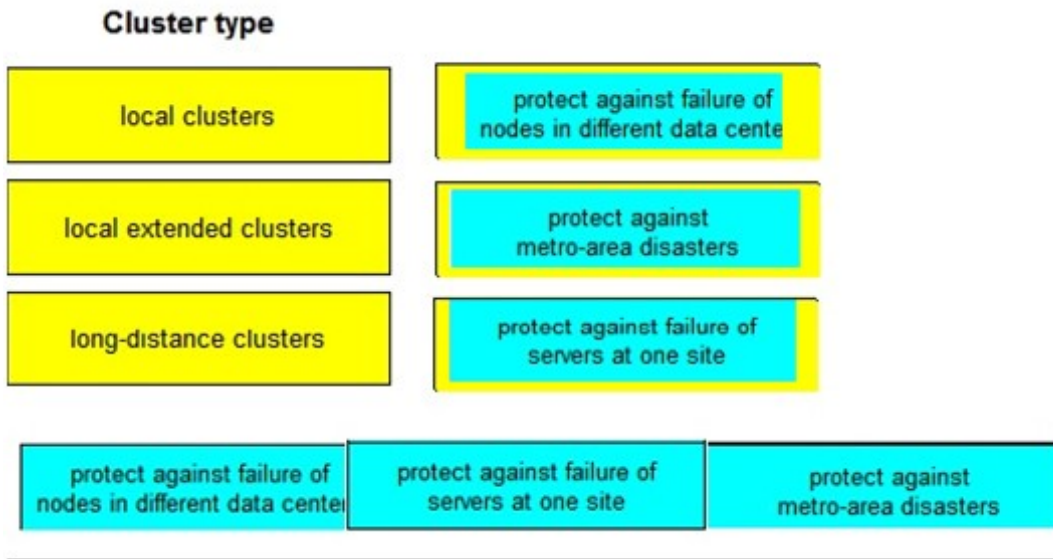 Cluster type
local clusters
protect against failure of
nodes in different data cente
local extended clusters
protect against
metro-area disasters
long-distance clusters
protect against failure of
servers at one site
protect against failure of
nodes in different data center
protect against failure of
servers at one site
protect against
metro-area disasters